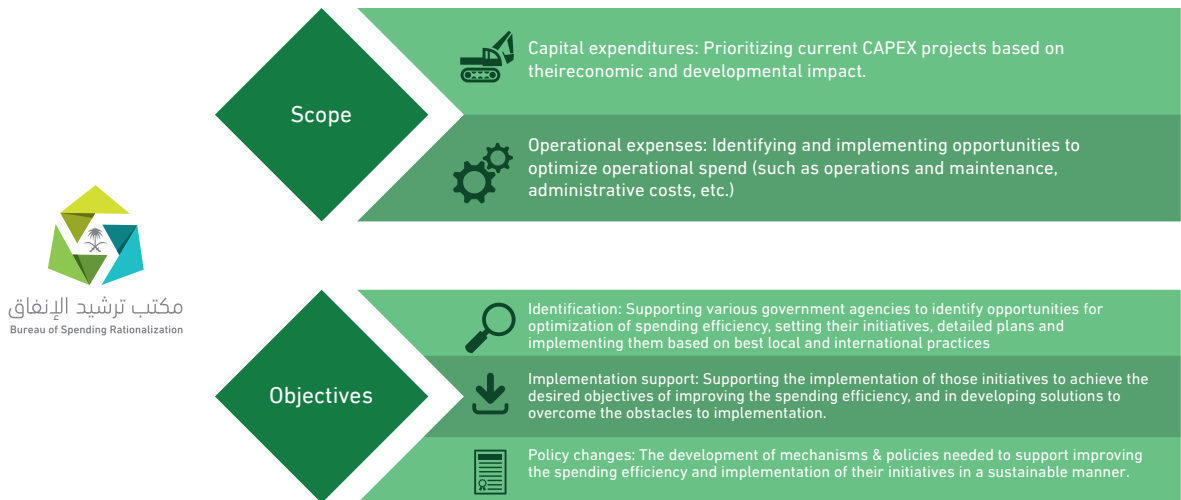 Scope
Capital expenditures: Prioritizing current CAPEX projects based on
theireconomic and developmental impact.
Operational expenses: Identifying and implementing opportunities to
optimize operational spend (such as operations and maintenance,
administrative costs, etc.)
مكتب ترشيد الإنفاق
Bureau of Spending Rationalization
Objectives
Identification: Supporting various government agencies to identify opportunities for
optimization of spending efficiency, setting their initiatives, detailed plans and
implementing them based on best local and international practices
Implementation support: Supporting the implementation of those initiatives to achieve the
desired objectives of improving the spending efficiency, and in developing solutions to
overcome the obstacles to implementation.
Policy changes: The development of mechanisms & policies needed to support improving
the spending efficiency and implementation of their initiatives in a sustainable manner.